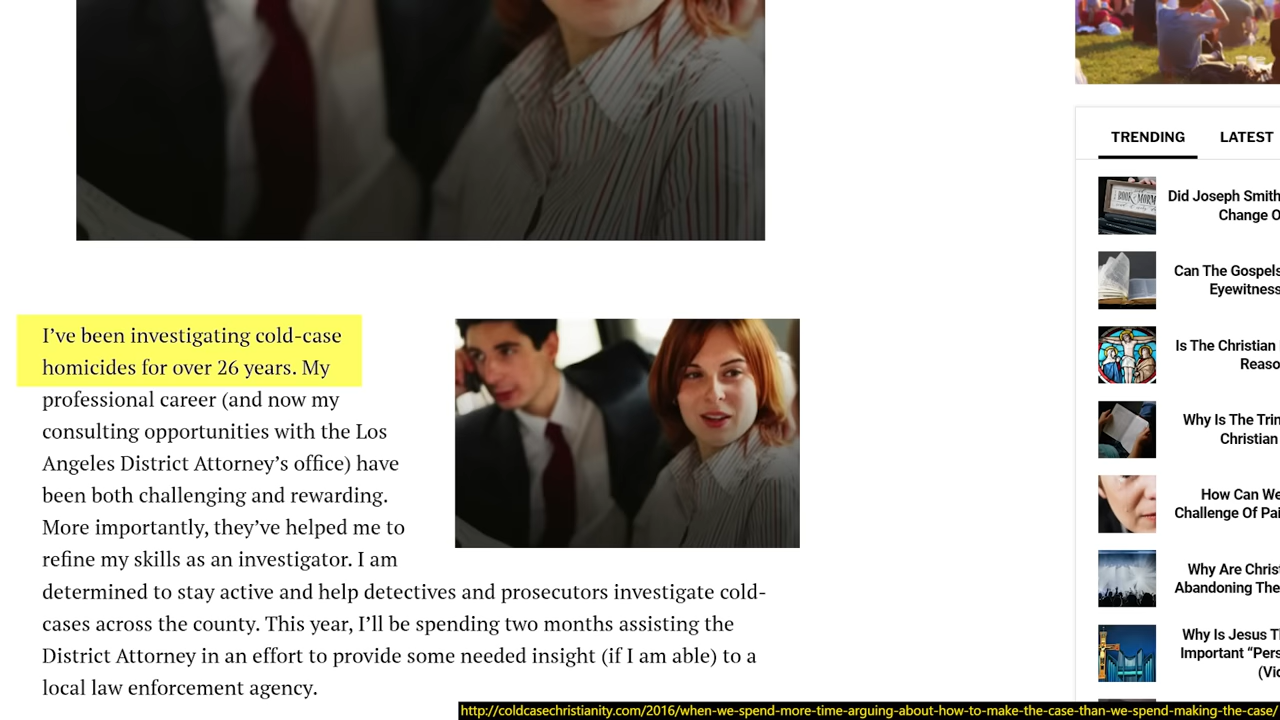 I've been investigating cold-case
homicides for over 26 years. My
professional career (and now my
consulting opportunities with the Los
Angeles District Attorney's office) have
been both challenging and rewarding.
More importantly, they've helped me to
refine my skills as an investigator. I am
determined to stay active and help detectives and prosecutors investigate cold-
cases across the county. This year, I'll be spending two months assisting the
District Attorney in an effort to provide some needed insight (if I am able) to a
local law enforcement agency.
TRENDING LATEST
Did Joseph Smith
Change O
Can The Gospels
Eyewitness
Is The Christian
Reaso
Why Is The Trin
Christian
How Can We
Challenge Of Pai
Why Are Christ
Abandoning The
Why Is Jesus T
Important “Pers
(Vic
BOOK MORM
http://coldcasechristianity.com/2016/when-we-spend-more-time-arguing-about-how-to-make-the-case-than-we-spend-making-the-case/